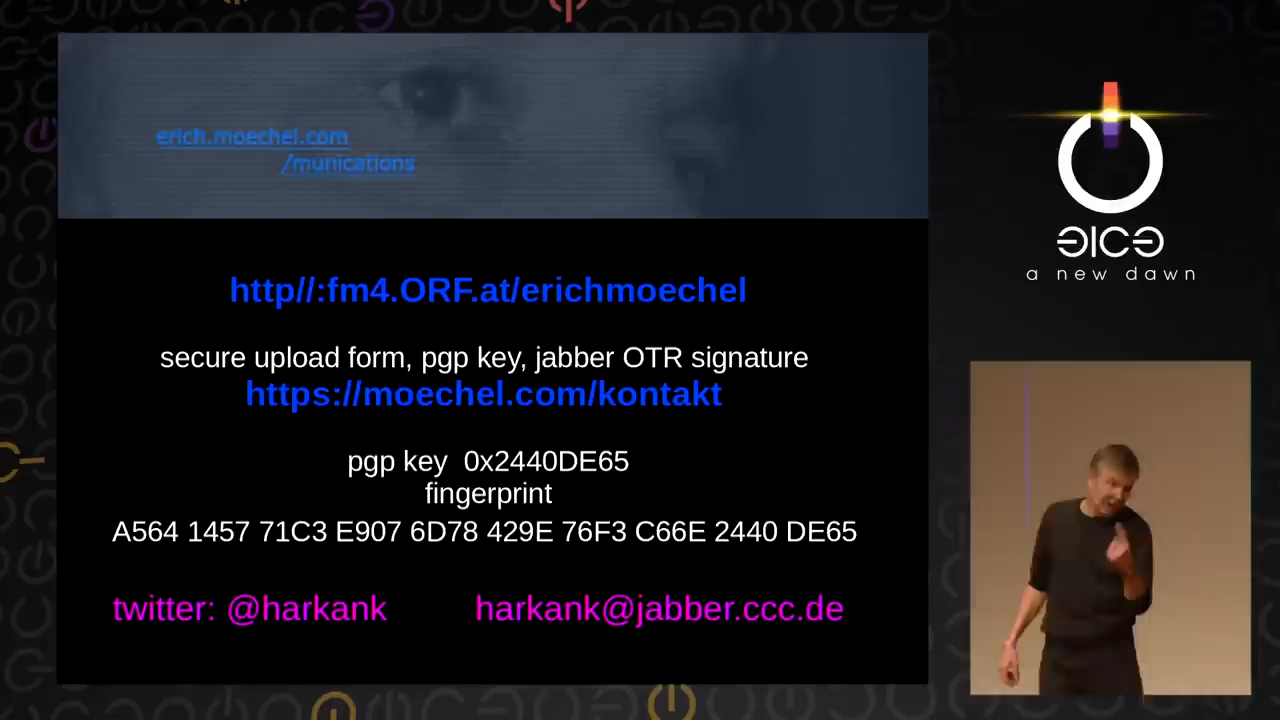 erich.moechel.com
/munications
http//:fm4.ORF.at/erichmoechel
secure upload form, pgp key, jabber OTR signature
https://moechel.com/kontakt
pgp key 0x2440DE65
fingerprint
A564 1457 71C3 E907 6D78 429E 76F3 C66E 2440 DE65
twitter: @harkank harkank@jabber.ccc.de
a new dawn